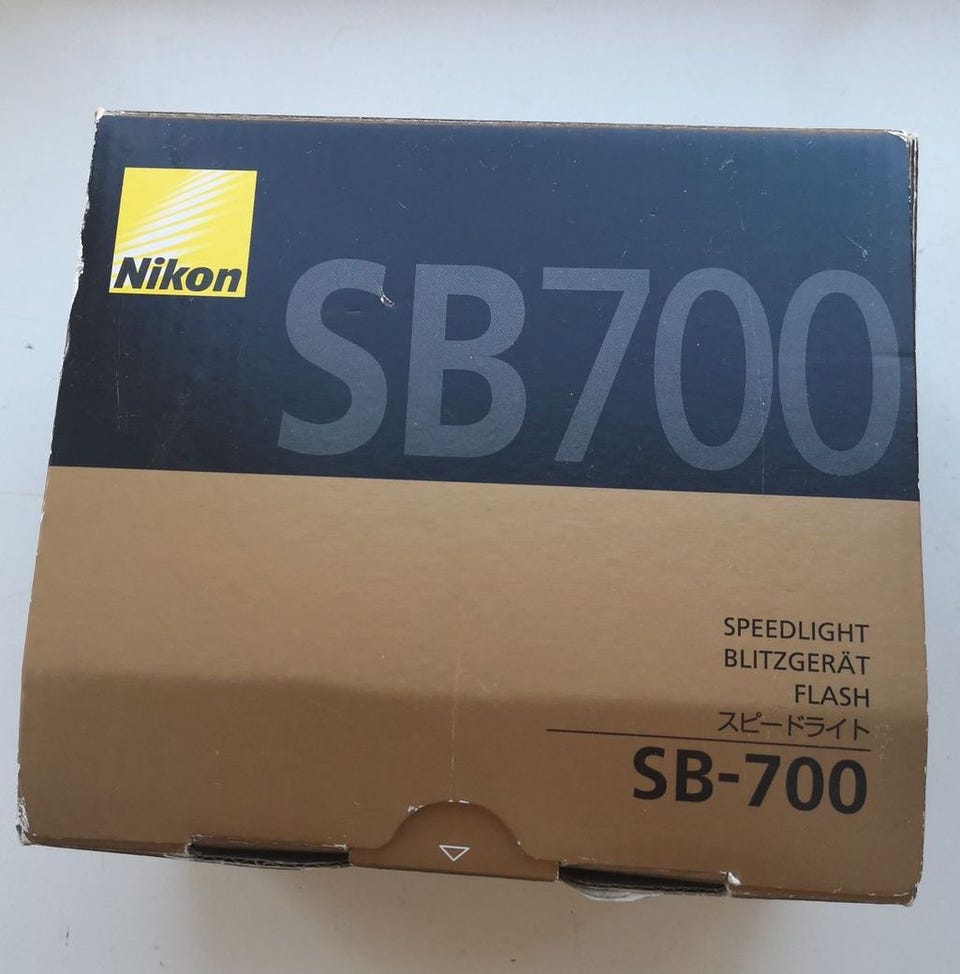 Nikon
SB700
SPEEDLIGHT
BLITZGERÄT
FLASH
スピードライト
SB-700